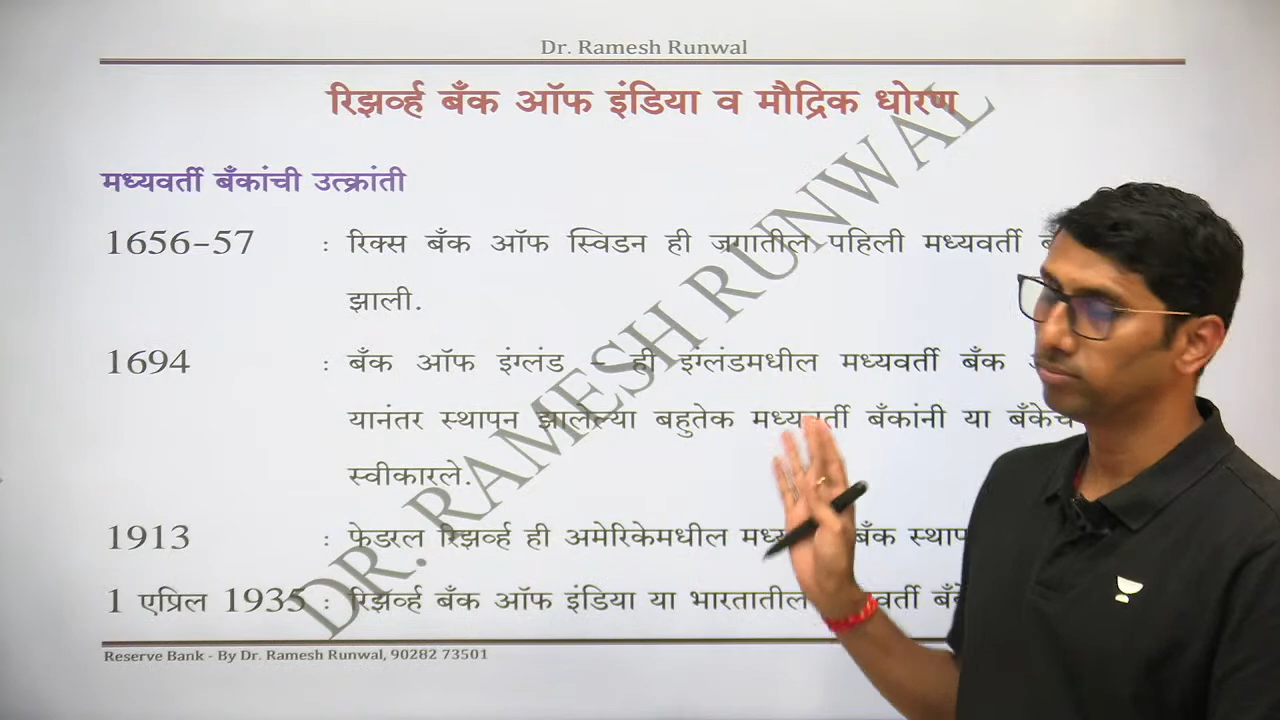 Dr. Ramesh Runwal
रिझर्व्ह बँक ऑफ इंडिया व मौद्रिक धोरण
मध्यवर्ती बँकांची उत्क्रांती
1656-57 : रिक्स बँक ऑफ स्विडन ही जगातील पहिली मध्यवर्ती
झाली.
1694 : बँक ऑफ इंग्लंड ही इंग्लंडमधील मध्यवर्ती बँक
यानंतर स्थापन झालेल्या बहुतेक मध्यवर्ती बँकांनी या
स्वीकारले.
1913 : फेडरल रिझर्व्ह ही अमेरिकेमधील बँक
1 एप्रिल 1935 : रिझर्व्ह बँक ऑफ इंडिया या भारतातील
Reserve Bank - By Dr. Ramesh Runwal, 90282 73501
DR. RAMESH RUNWAL